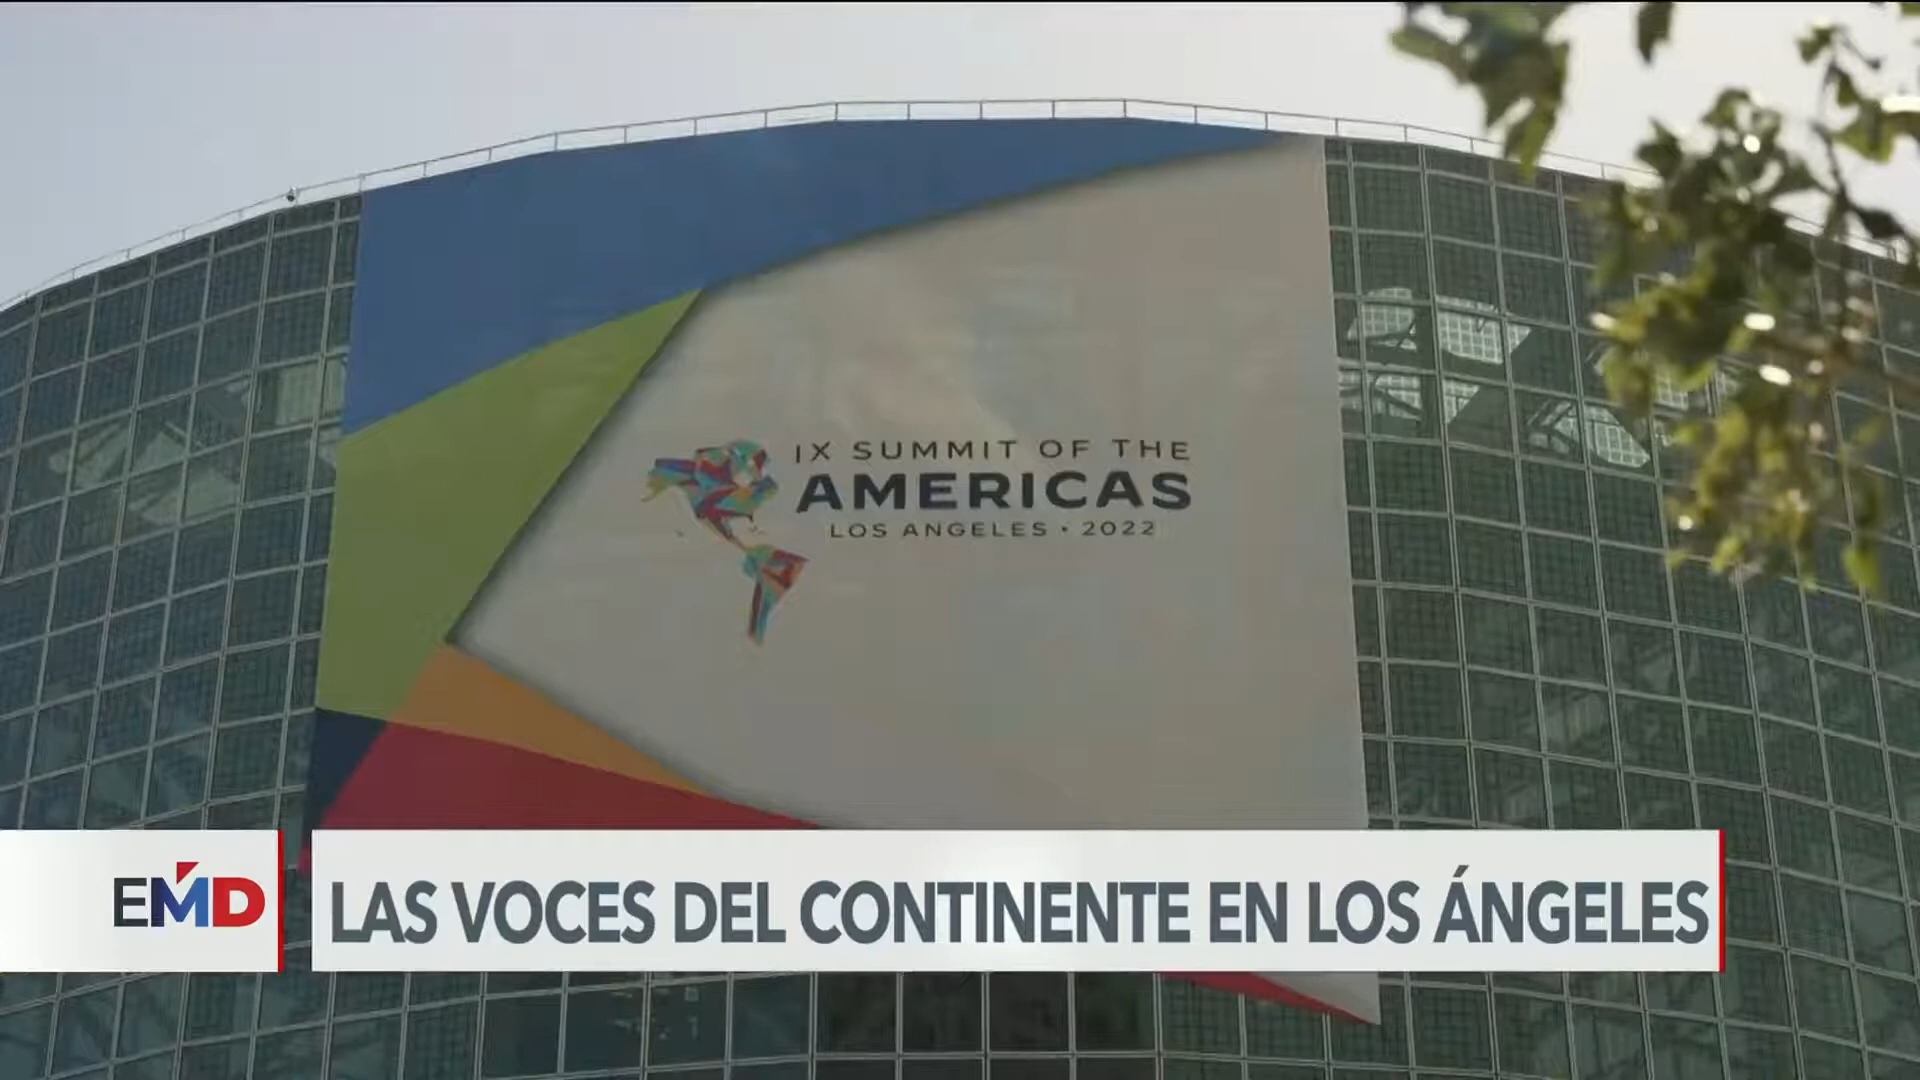 IX SUMMIT OF THE
AMERICAS
LOS ANGELES • 2022
EMD
LAS VOCES DEL CONTINENTE EN LOS ÁNGELES